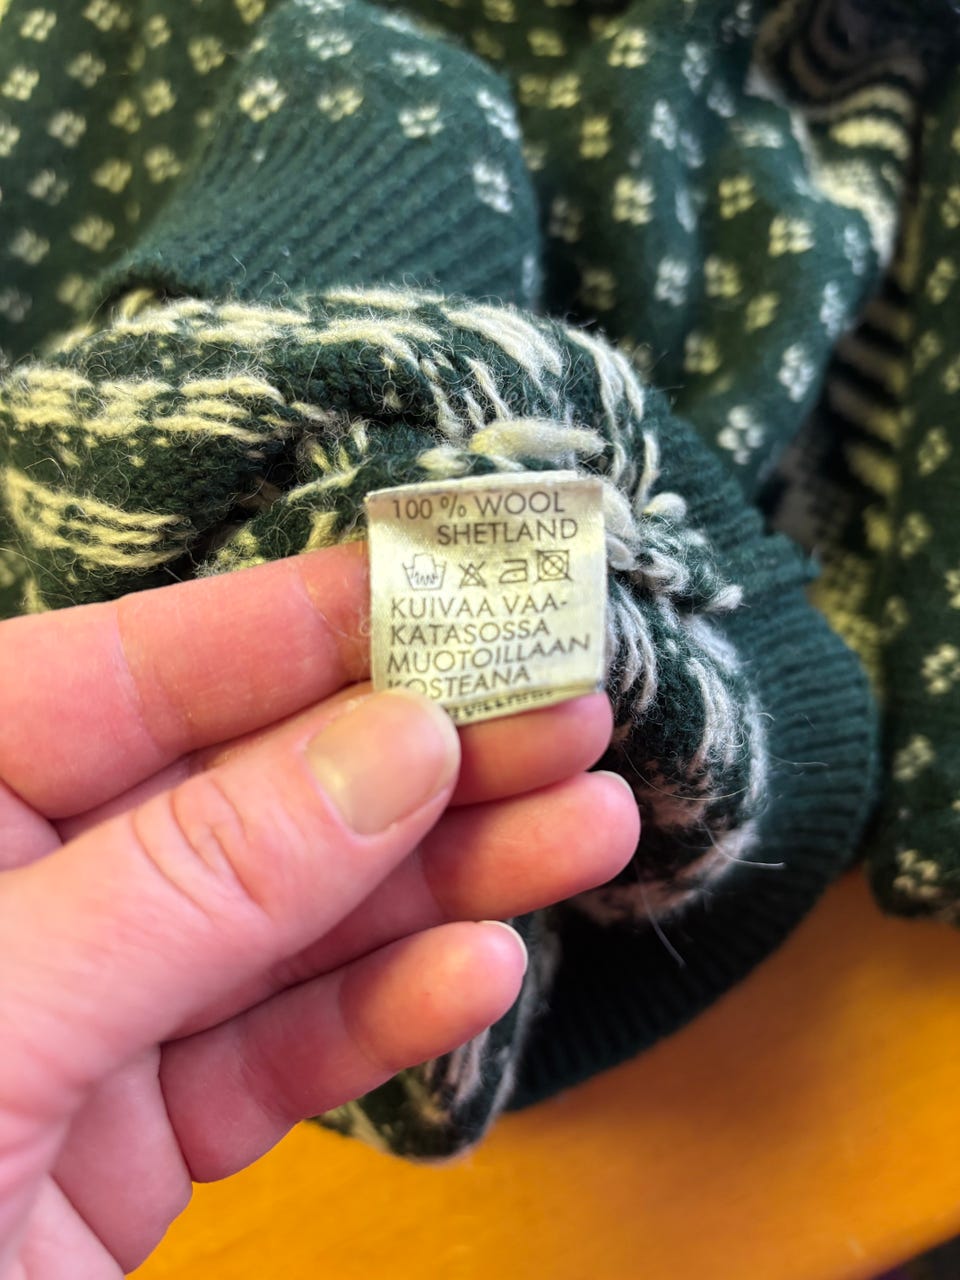 100 % WOOL
SHETLAND
KUIVAA VAA-
KATASOSSA
MUOTOILLAAN
KOSTEANA